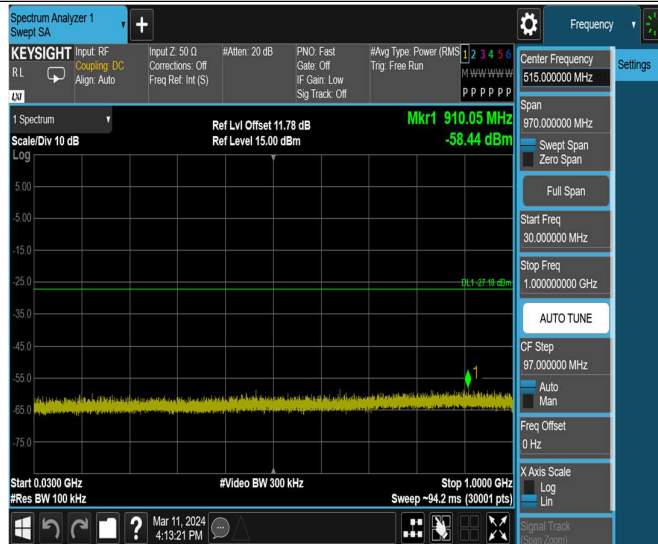 Spectrum Analyzer 1
Swept SA
Frequency
KEYSIGHT
RL
LXI
Input: RF
Coupling: DC
Align: Auto
Input Z: 50 Ω
Corrections: Off
Freq Ref: Int (S)
#Atten: 20 dB
PNO: Fast
Gate: Off
IF Gain: Low
Sig Track: Off
#Avg Type: Power (RMS
Trig: Free Run
1 2 3 4 5 6
M W W W W W
P P P P P P
1 Spectrum
Scale/Div 10 dB
Log
Ref Lvl Offset 11.78 dB
Ref Level 15.00 dBm
Mkr1 910.05 MHz
-58.44 dBm
5.00
-5.00
-15.0
-25.0
DL1 -27.18 dBm
-35.0
-45.0
-55.0
1
-65.0
-75.0
Start 0.0300 GHz
#Res BW 100 kHz
#Video BW 300 kHz
Stop 1.0000 GHz
Sweep ~94.2 ms (30001 pts)
Mar 11, 2024
4:13:21 PM
Settings
Center Frequency
515.000000 MHz
Span
970.000000 MHz
Swept Span
Zero Span
Full Span
Start Freq
30.000000 MHz
Stop Freq
1.000000000 GHz
AUTO TUNE
CF Step
97.000000 MHz
Auto
Man
Freq Offset
0 Hz
X Axis Scale
Log
Lin
Signal Track
(Span Zoom)